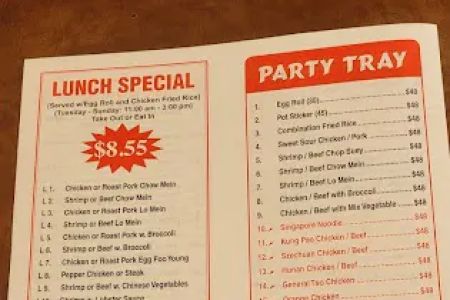 LUNCH SPECIAL
(Served w/Egg Roll and Chicken Fried Rice)
(Tuesday - Sunday: 11:00 am - 3:00 pm)
Take Out or Eat In
$8.55
L 1. Chicken or Roast Pork Chow Mein
L 2. Shrimp or Beef Chow Mein
L 3. Chicken or Roast Pork Lo Mein
L 4. Shrimp or Beef Lo Mein
L 5. Chicken or Roast Pork w. Broccoli
L 6. Shrimp or Beef w. Broccoli
L 7. Chicken or Roast Pork Egg Foo Young
L 8. Pepper Chicken or Steak
L 9. Shrimp or Beef w. Chinese Vegetables
Chicken or Lobster Sauce
PARTY TRAY
1. Egg Roll (30) $48
2. Pot Sticker (45) $48
3. Combination Fried Rice $48
4. Sweet Sour Chicken / Pork $48
5. Shrimp / Beef Chop Suey $48
6. Shrimp / Beef Chow Mein $48
7. Shrimp / Beef Lo Mein $48
8. Chicken / Beef with Broccoli $48
9. Chicken / Beef with Mix Vegetable $48
10. Singapore Noodle $48
11. Kung Pao Chicken / Beef $48
12. Szechuan Chicken / Beef $48
13. Hunan Chicken / Beef $48
14. General Tso Chicken $48
Orange Chicken $48